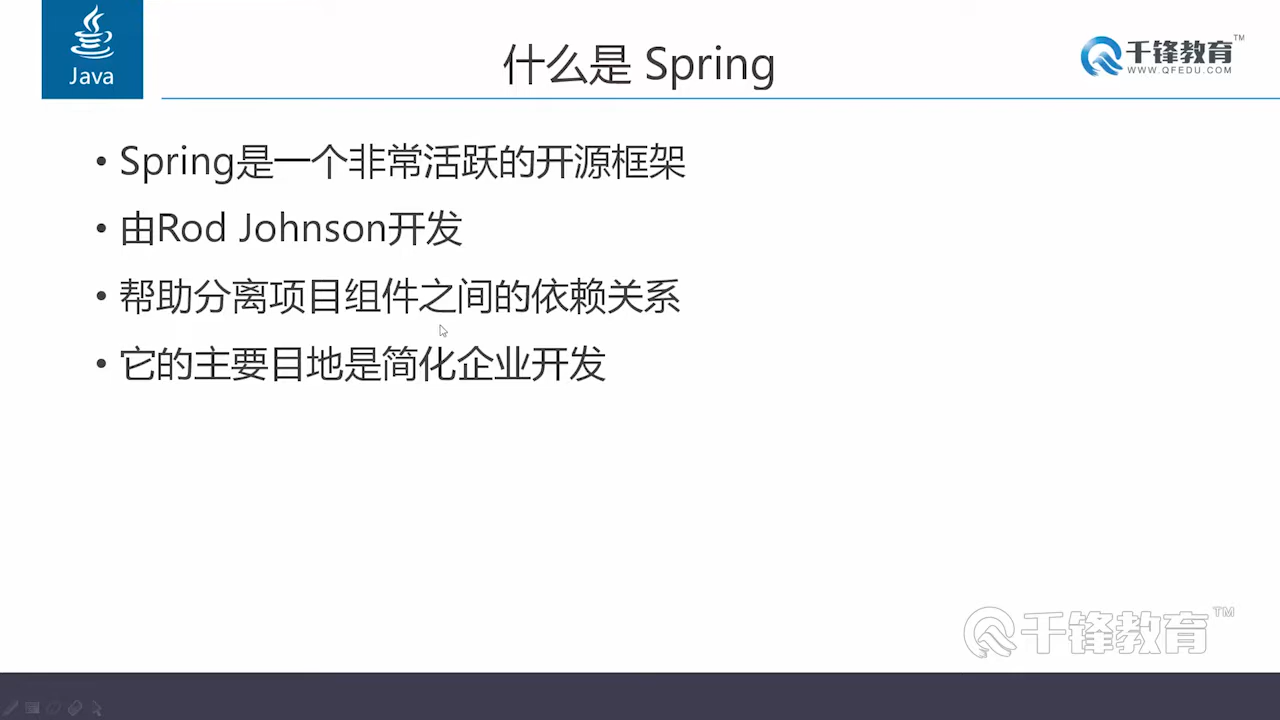 Java
什么是 Spring
千锋教育™
WWW.QFEDU.COM
• Spring是一个非常活跃的开源框架
• 由Rod Johnson开发
• 帮助分离项目组件之间的依赖关系
• 它的主要目地是简化企业开发
千锋教育™